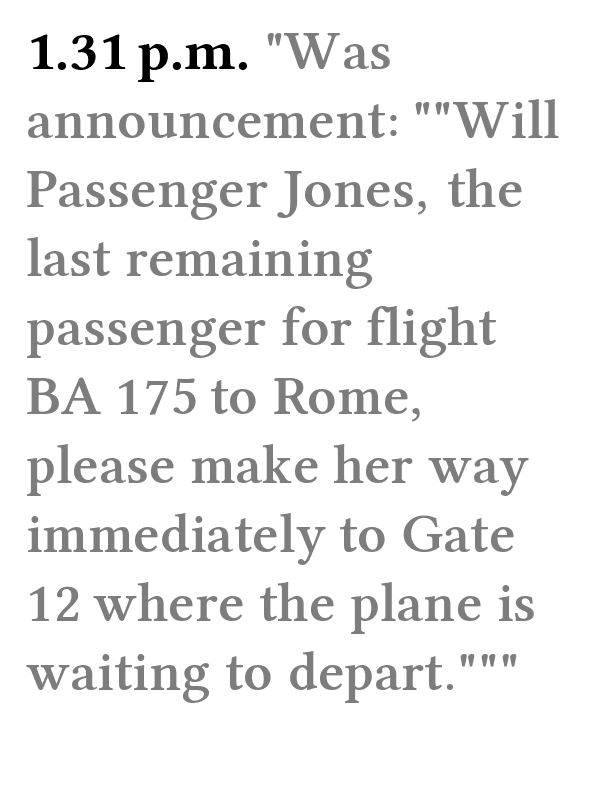 1.31 p.m. "Was
announcement: ""Will
Passenger Jones, the
last remaining
passenger for flight
BA 175 to Rome,
please make her way
immediately to Gate
12 where the plane is
waiting to depart."""